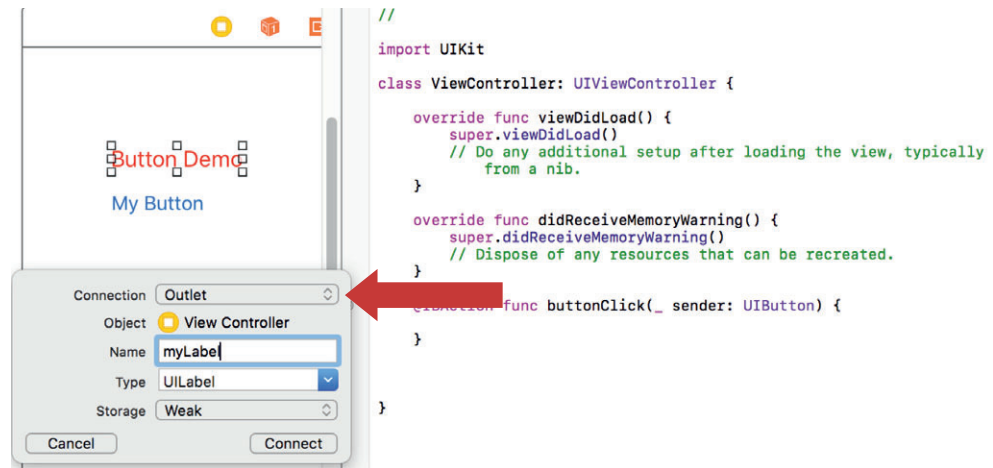 //
import UIKit
class ViewController: UIViewController {
override func viewDidLoad() {
super.viewDidLoad()
// Do any additional setup after loading the view, typically
from a nib.
}
override func didReceiveMemoryWarning() {
super.didReceiveMemoryWarning()
// Dispose of any resources that can be recreated.
}
func buttonClick(_ sender: UIButton) {
}
}
Button Demo
My Button
Connection Outlet
Object View Controller
Name myLabel
Type UILabel
Storage Weak
Cancel Connect